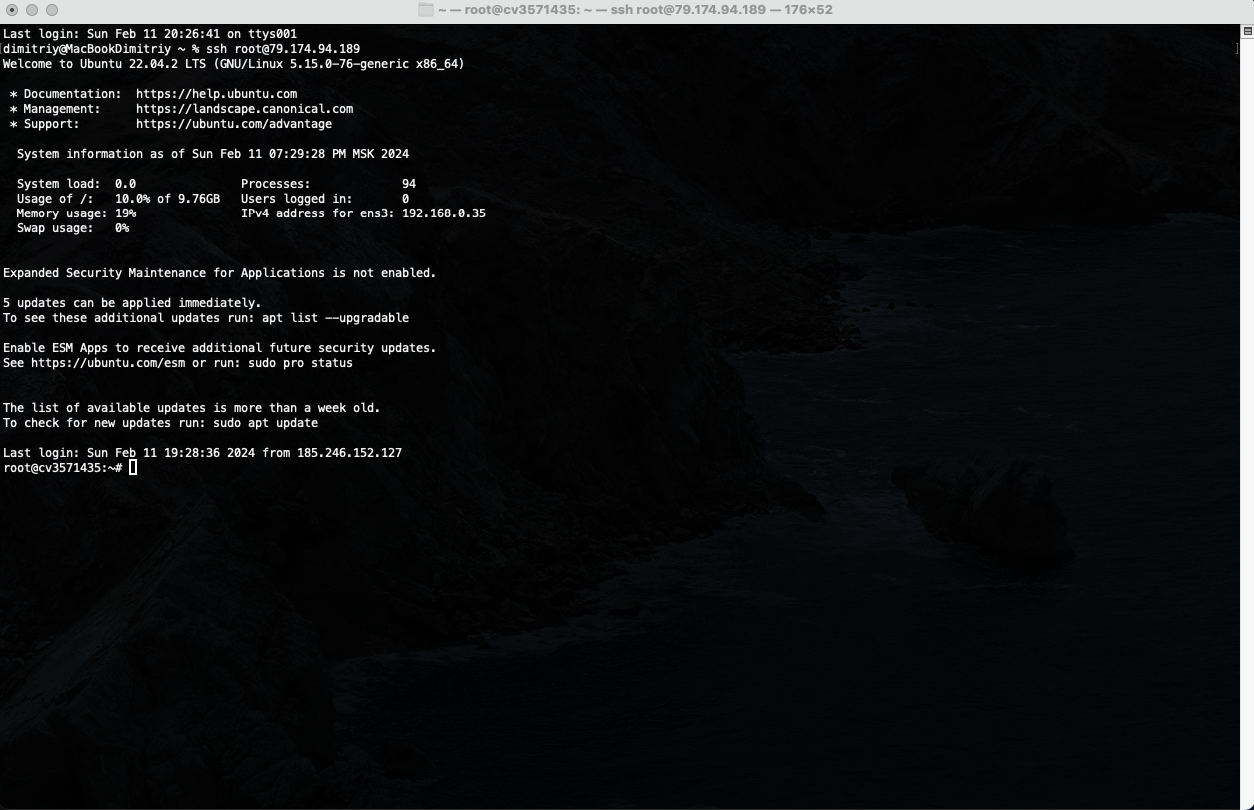 ~ — root@cv3571435: ~ — ssh root@79.174.94.189 — 176×52
Last login: Sun Feb 11 20:26:41 on ttys001
[dimitriy@MacBookDimitriy ~ % ssh root@79.174.94.189 ]
Welcome to Ubuntu 22.04.2 LTS (GNU/Linux 5.15.0-76-generic x86_64)
* Documentation:  https://help.ubuntu.com
* Management:     https://landscape.canonical.com
* Support:        https://ubuntu.com/advantage
System information as of Sun Feb 11 07:29:28 PM MSK 2024
System load:  0.0               Processes:             94
Usage of /:   10.0% of 9.76GB   Users logged in:       0
Memory usage: 19%               IPv4 address for ens3: 192.168.0.35
Swap usage:   0%
Expanded Security Maintenance for Applications is not enabled.
5 updates can be applied immediately.
To see these additional updates run: apt list --upgradable
Enable ESM Apps to receive additional future security updates.
See https://ubuntu.com/esm or run: sudo pro status
The list of available updates is more than a week old.
To check for new updates run: sudo apt update
Last login: Sun Feb 11 19:28:36 2024 from 185.246.152.127
root@cv3571435:~#